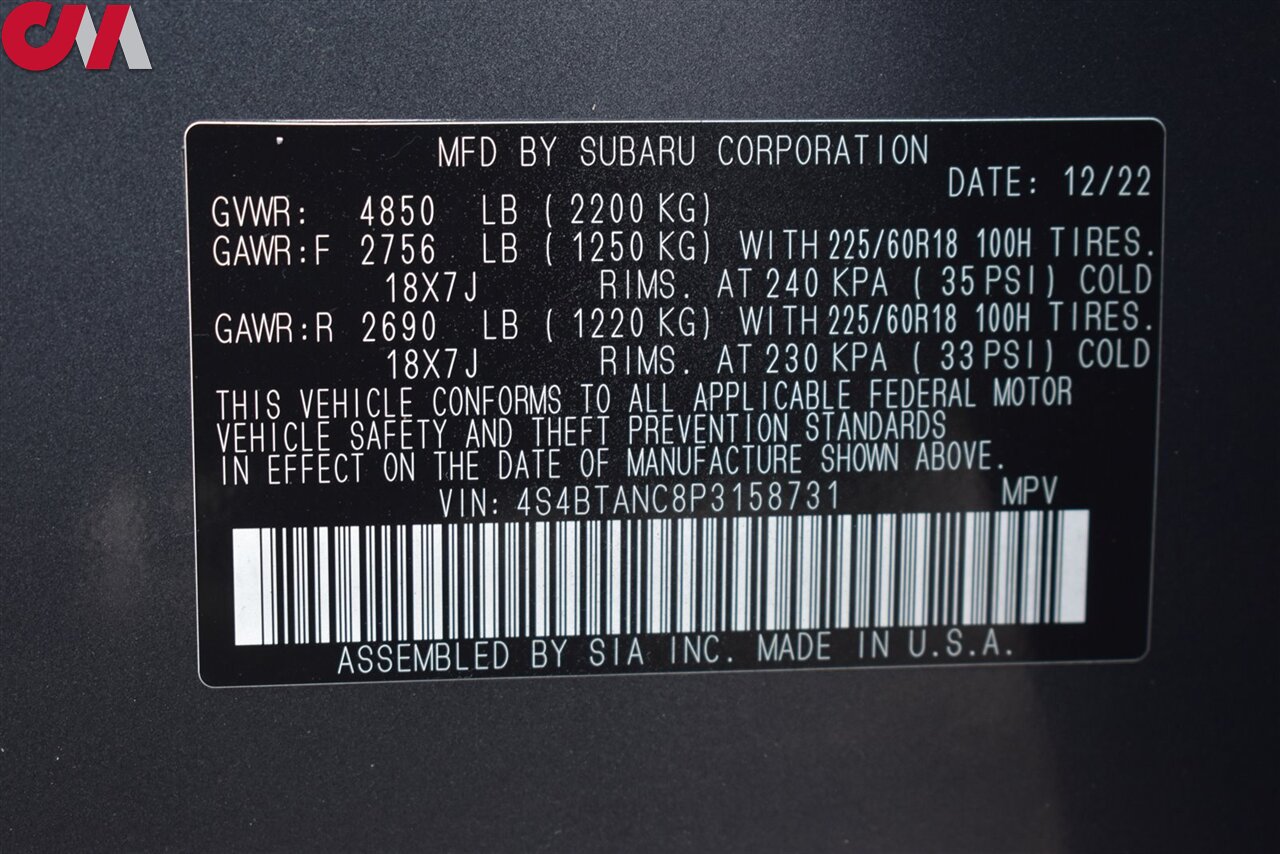 CM
MFD BY SUBARU CORPORATION
DATE: 12/22
GVWR: 4850 LB ( 2200 KG)
GAWR:F 2756 LB ( 1250 KG) WITH 225/60R18 100H TIRES.
18X7J RIMS. AT 240 KPA ( 35 PSI) COLD
GAWR:R 2690 LB ( 1220 KG) WITH 225/60R18 100H TIRES.
18X7J RIMS. AT 230 KPA ( 33 PSI) COLD
THIS VEHICLE CONFORMS TO ALL APPLICABLE FEDERAL MOTOR
VEHICLE SAFETY AND THEFT PREVENTION STANDARDS
IN EFFECT ON THE DATE OF MANUFACTURE SHOWN ABOVE.
VIN: 4S4BTANC8P3158731 MPV
ASSEMBLED BY SIA INC. MADE IN U.S.A.